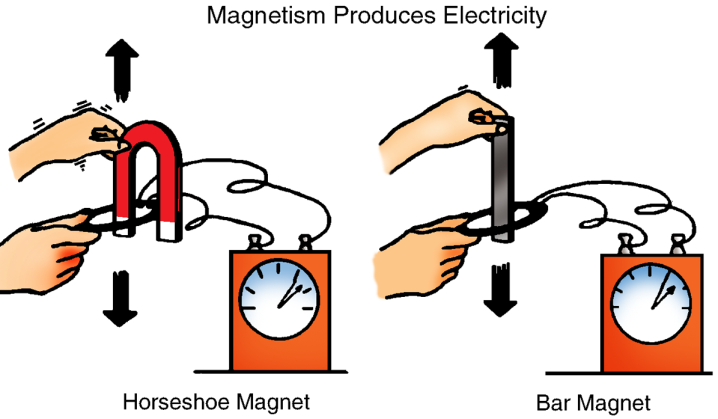 Magnetism Produces Electricity
Horseshoe Magnet
Bar Magnet